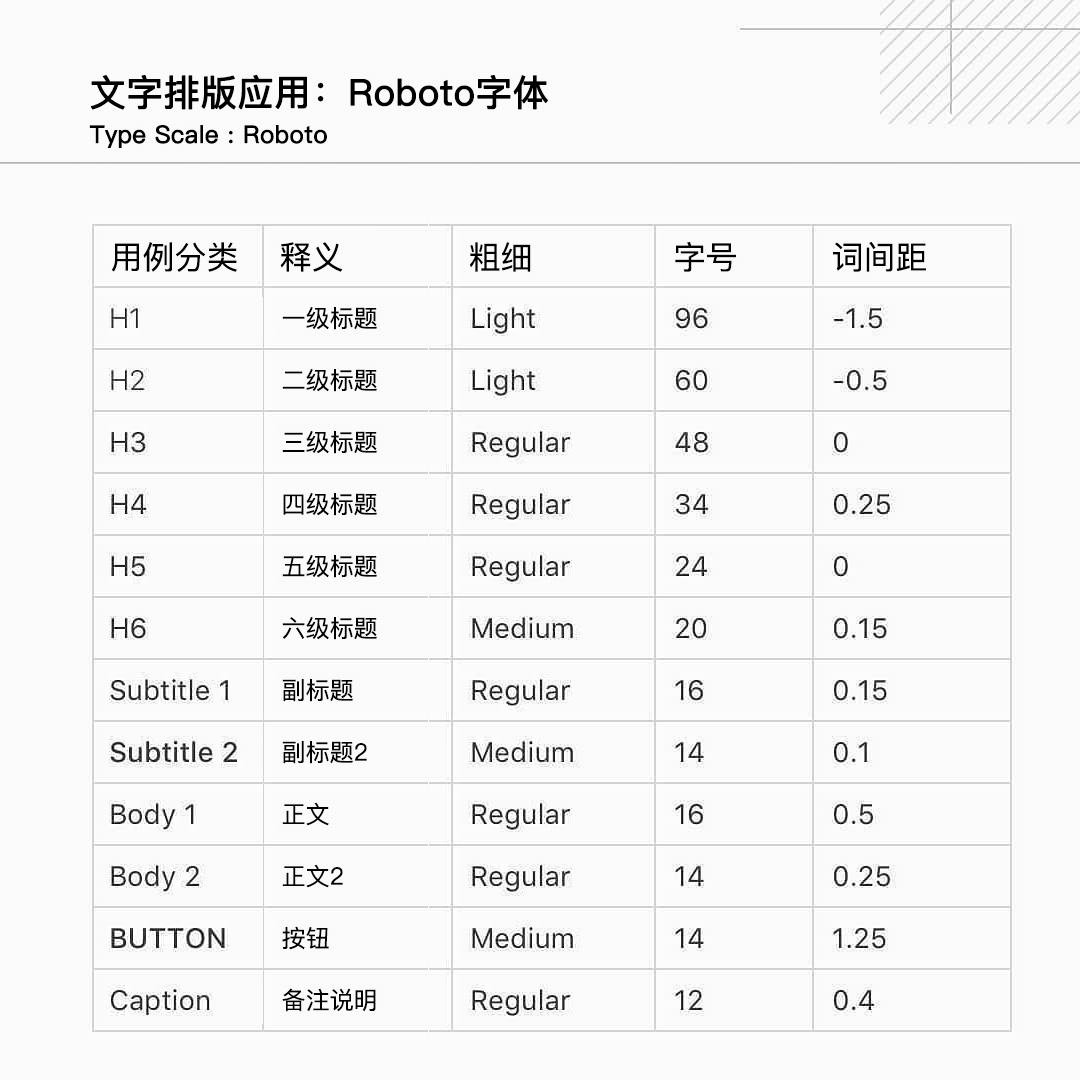 文字排版应用：Roboto字体
Type Scale : Roboto
用例分类 释义 粗细 字号 词间距
H1 一级标题 Light 96 -1.5
H2 二级标题 Light 60 -0.5
H3 三级标题 Regular 48 0
H4 四级标题 Regular 34 0.25
H5 五级标题 Regular 24 0
H6 六级标题 Medium 20 0.15
Subtitle 1 副标题 Regular 16 0.15
Subtitle 2 副标题2 Medium 14 0.1
Body 1 正文 Regular 16 0.5
Body 2 正文2 Regular 14 0.25
BUTTON 按钮 Medium 14 1.25
Caption 备注说明 Regular 12 0.4